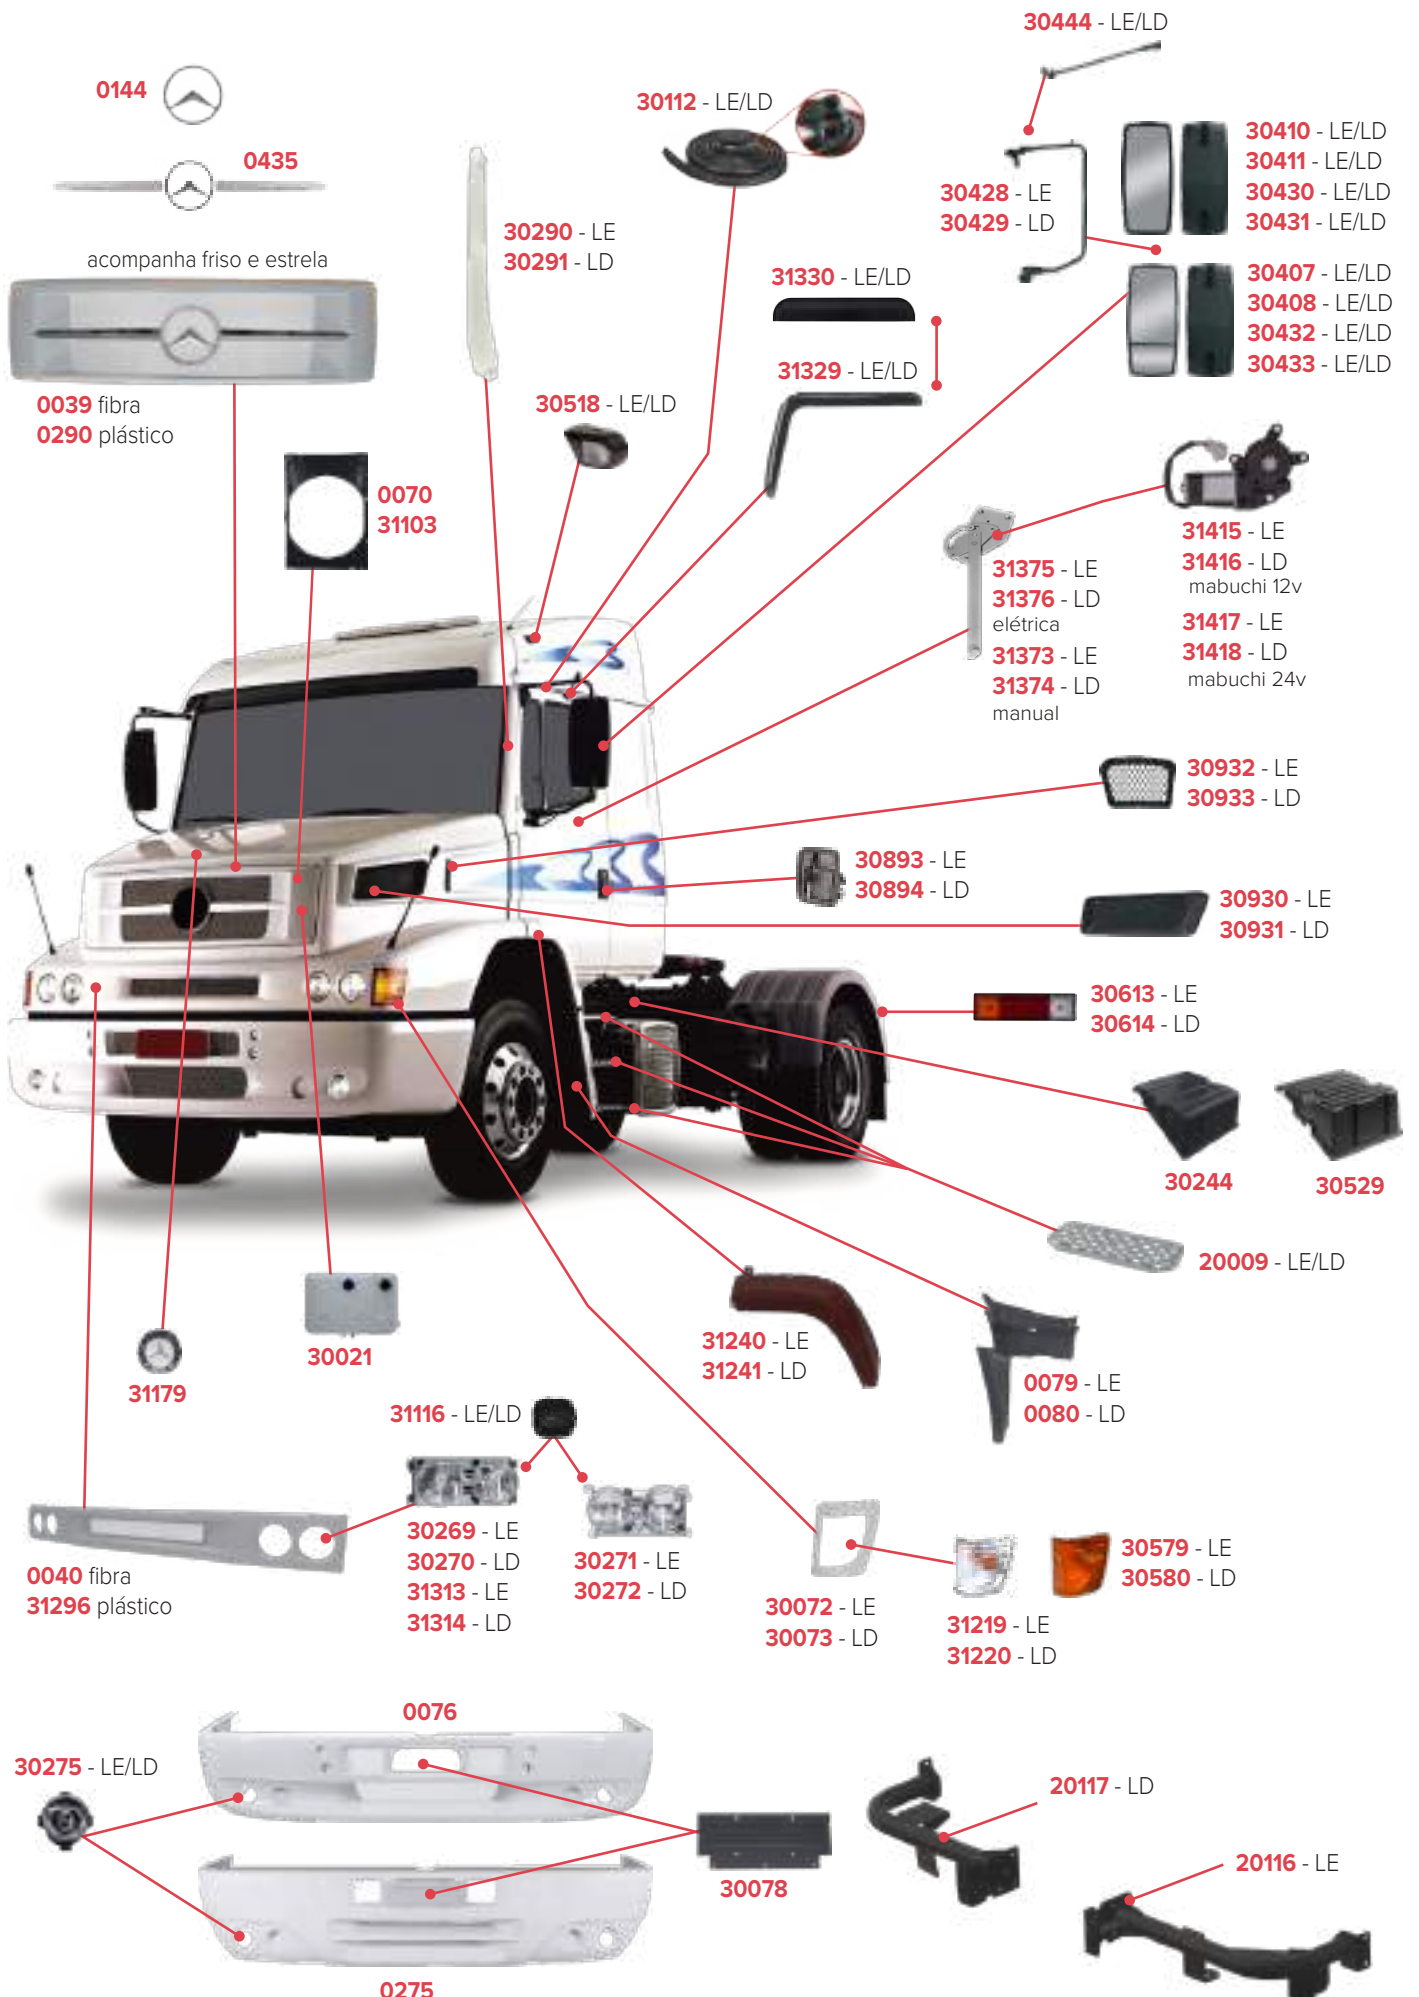 30444 - LE/LD
0144
30112 - LE/LD
0435
30410 - LE/LD
30411 - LE/LD
30430 - LE/LD
30431 - LE/LD
30428 - LE
30429 - LD
30290 - LE
30291 - LD
acompanha friso e estrela
31330 - LE/LD
30407 - LE/LD
30408 - LE/LD
30432 - LE/LD
30433 - LE/LD
31329 - LE/LD
0039 fibra
0290 plástico
30518 - LE/LD
0070
31103
31415 - LE
31416 - LD
mabuchi 12v
31417 - LE
31418 - LD
mabuchi 24v
31375 - LE
31376 - LD
elétrica
31373 - LE
31374 - LD
manual
30932 - LE
30933 - LD
30893 - LE
30894 - LD
30930 - LE
30931 - LD
30613 - LE
30614 - LD
30244
30529
20009 - LE/LD
31240 - LE
31241 - LD
0079 - LE
0080 - LD
30021
31179
31116 - LE/LD
30269 - LE
30270 - LD
31313 - LE
31314 - LD
30271 - LE
30272 - LD
0040 fibra
31296 plástico
30072 - LE
30073 - LD
30579 - LE
30580 - LD
31219 - LE
31220 - LD
0076
30275 - LE/LD
20117 - LD
30078
20116 - LE
0275